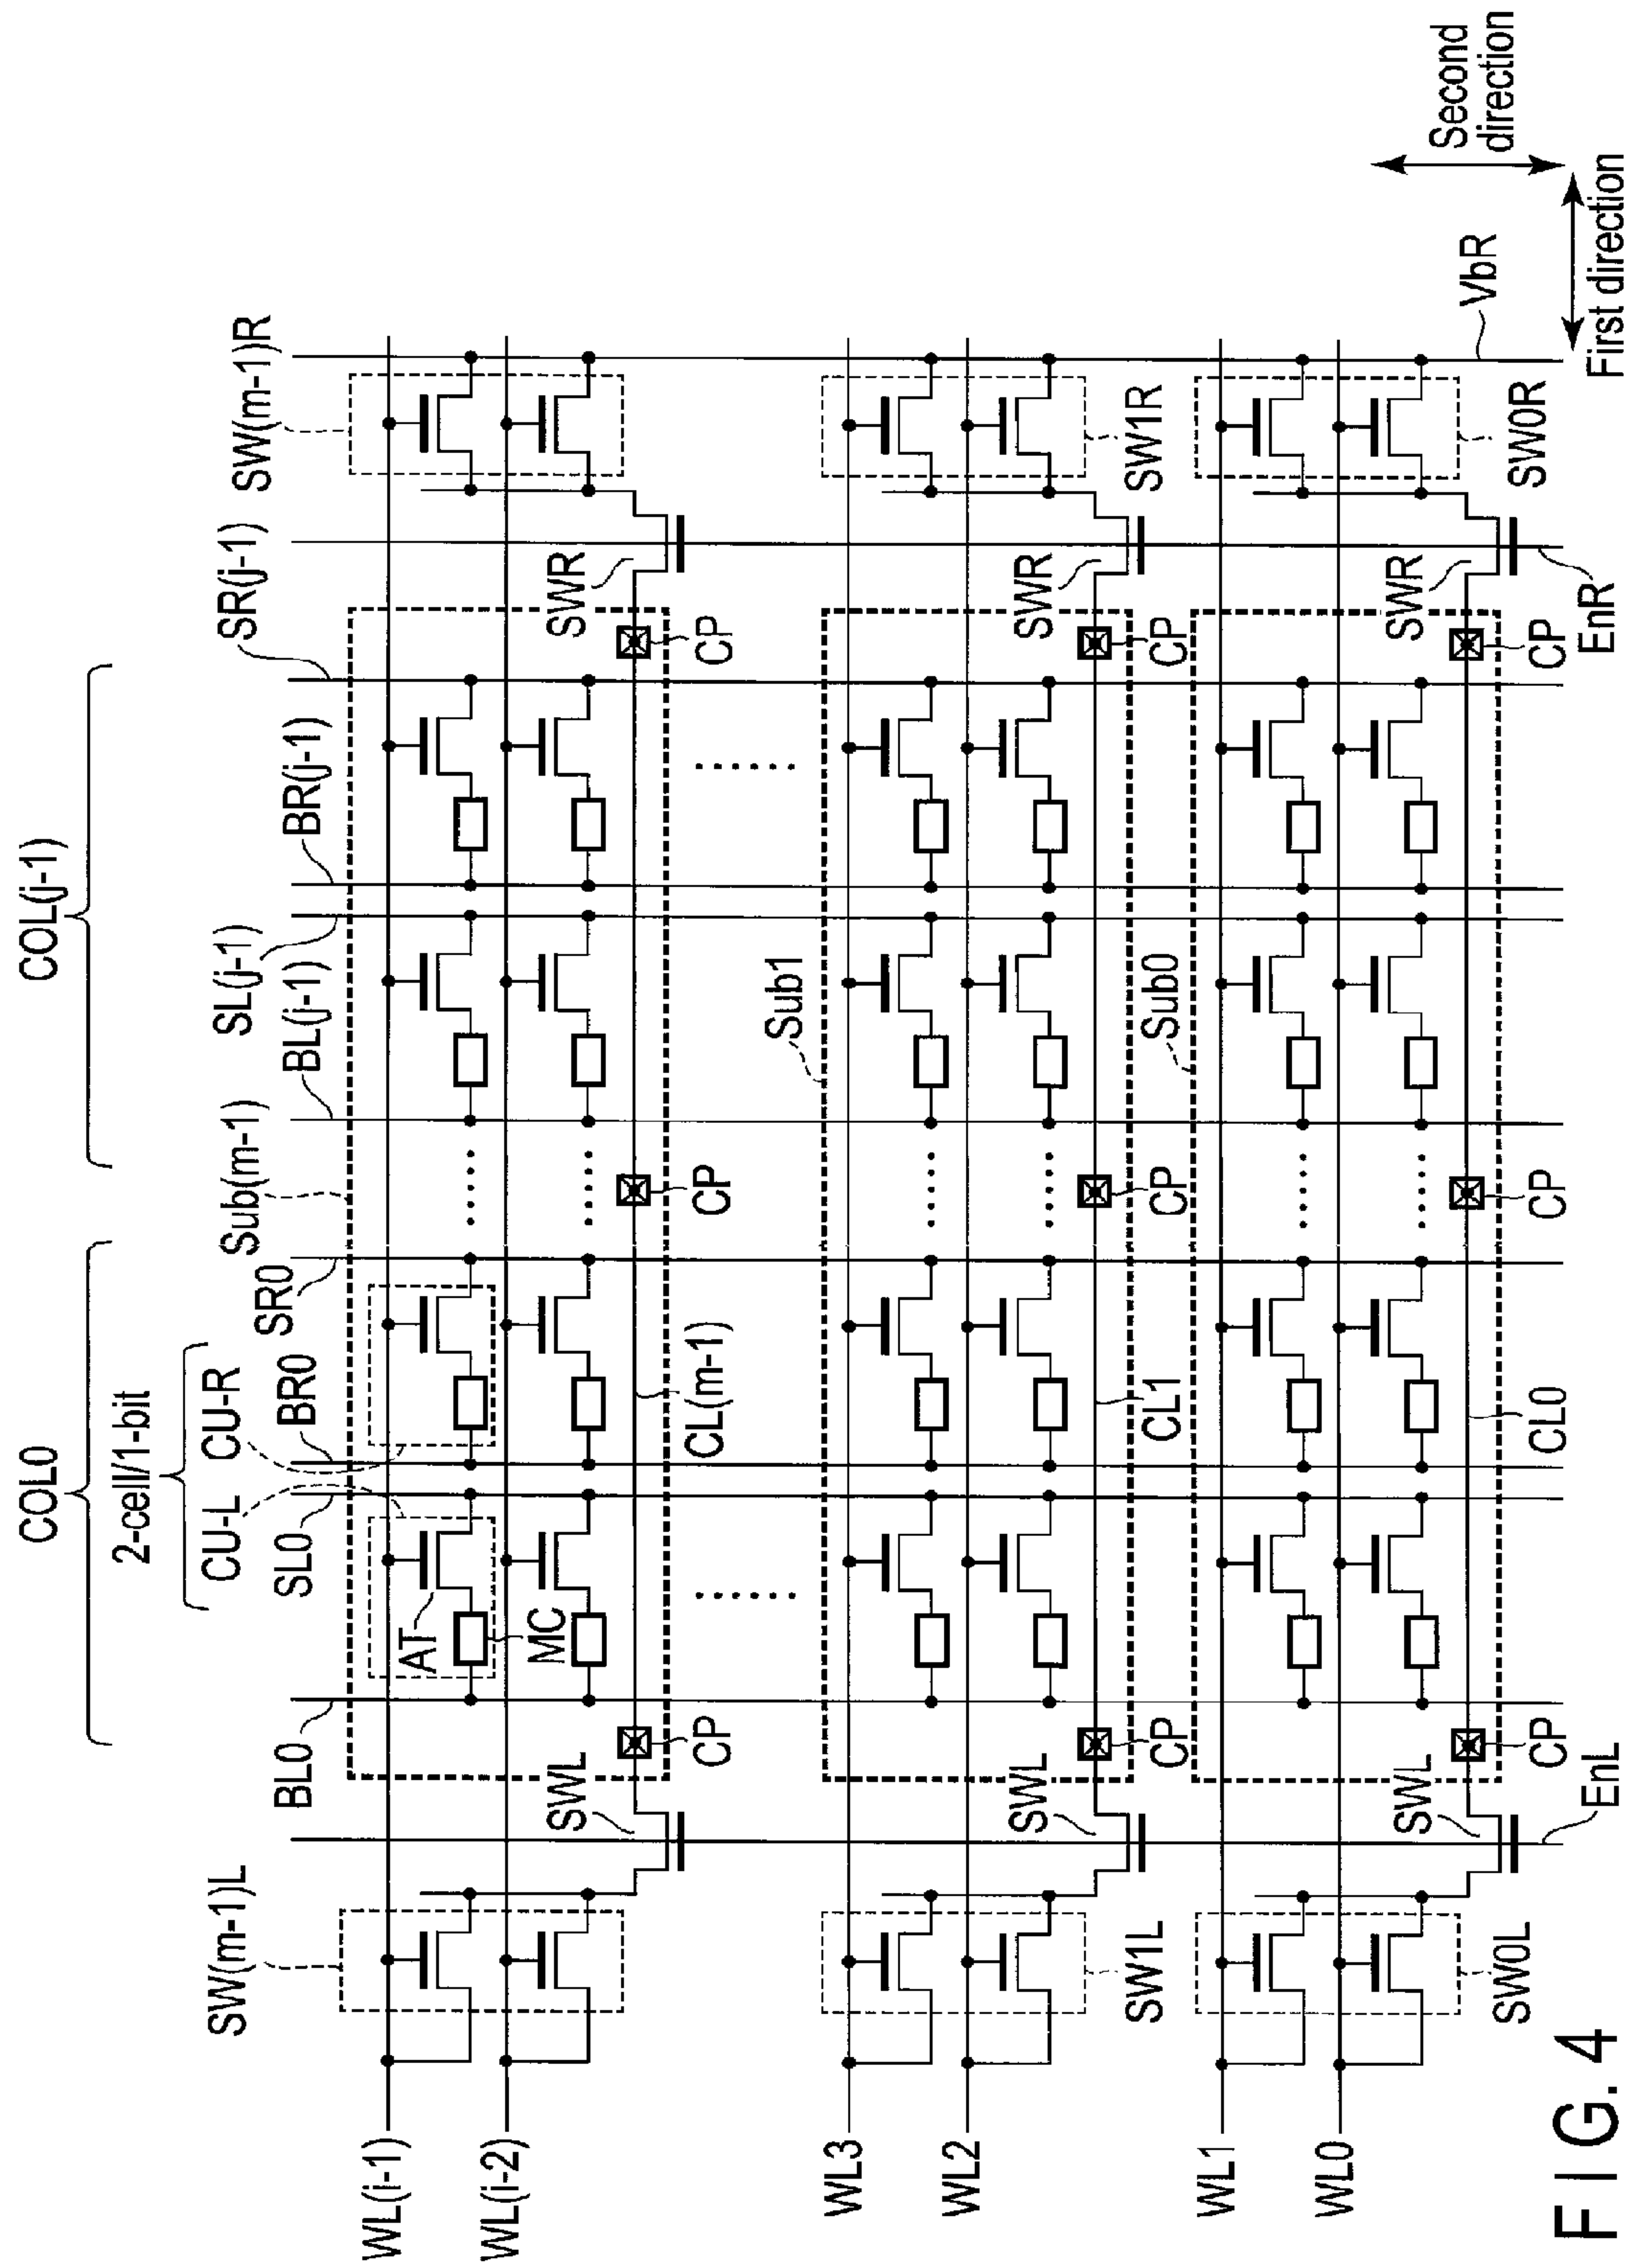 COL0
COL(j-1)
2-cell/1-bit
CU-L
CU-R
SW(m-1)L
BL0
SL0
BR0
SR0
Sub(m-1)
BL(j-1)
SL(j-1)
BR(j-1)
SR(j-1)
SW(m-1)R
WL(i-1)
AT
WL(i-2)
MC
SWL
SWR
CP
CL(m-1)
CP
CP
Sub1
WL3
WL2
SWL
SWR
SW1L
CP
CL1
CP
CP
SW1R
Sub0
WL1
WL0
SWL
SWR
SW0L
CP
CL0
CP
CP
SW0R
EnL
EnR
VbR
Second
direction
First direction
FIG. 4